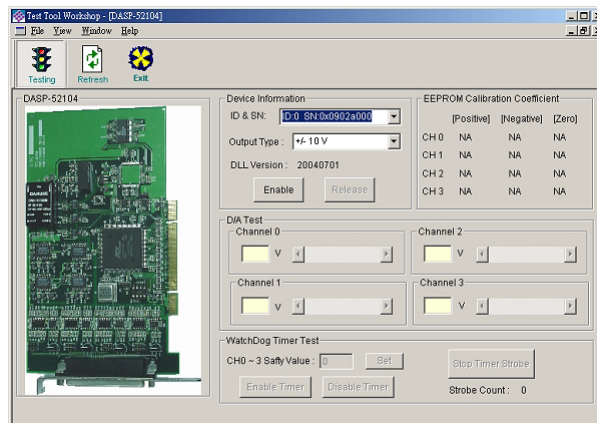 Test Tool Workshop - [DASP-52104]
File View Window Help
Testing Refresh Exit
DASP-52104
Device Information
ID & SN: ID:0 SN:0x0902a000
Output Type : +/- 10 V
DLL Version : 20040701
Enable Release
EEPROM Calibration Coefficient
[Positive] [Negative] [Zero]
CH 0 NA NA NA
CH 1 NA NA NA
CH 2 NA NA NA
CH 3 NA NA NA
D/A Test
Channel 0
V
Channel 2
V
Channel 1
V
Channel 3
V
WatchDog Timer Test
CH0 ~ 3 Safty Value : 0 Set
Enable Timer Disable Timer
Stop Timer Strobe
Strobe Count : 0